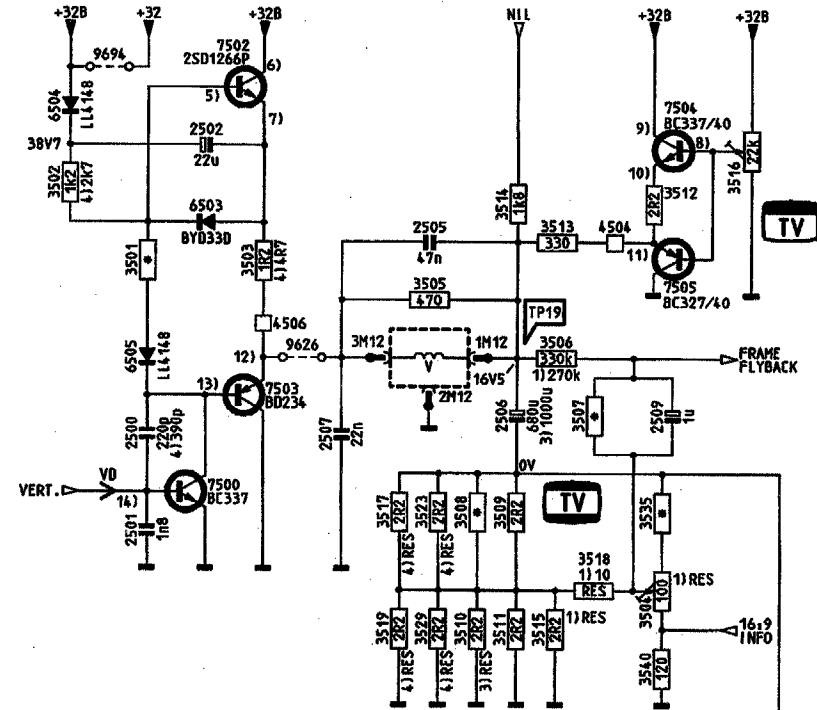 +32B
+32
+32B
NIL
+32B
+32B
9694
7502
2SD1266P
6)
5)
7)
6504
LL4148
7504
BC337/40
9)
8)
10)
2502
22u
38V7
3502
1k2
4)2k7
3516
22k
3512
2R2
TV
6503
BYD33D
3514
1k8
2505
47n
3513
330
4504
11)
7505
BC327/40
3501
*
3503
1R2
4)4R7
3505
470
4506
TP19
6505
LL4148
12)
9626
3M12
1M12
V
2M12
16V5
3506
330k
1)270k
FRAME
FLYBACK
13)
7503
BD234
2500
220p
4)390p
2507
22n
2506
680u
3)1000u
3507
*
2509
1u
VERT.
VD
14)
7500
BC337
2501
1n8
0V
TV
3517
2R2
4)RES
3523
2R2
4)RES
3508
*
3509
2R2
3535
*
3518
1)10
RES
3504
100
1)RES
3519
2R2
4)RES
3529
2R2
4)RES
3510
2R2
3)RES
3511
2R2
3515
2R2
1)RES
16:9
INFO
3540
120